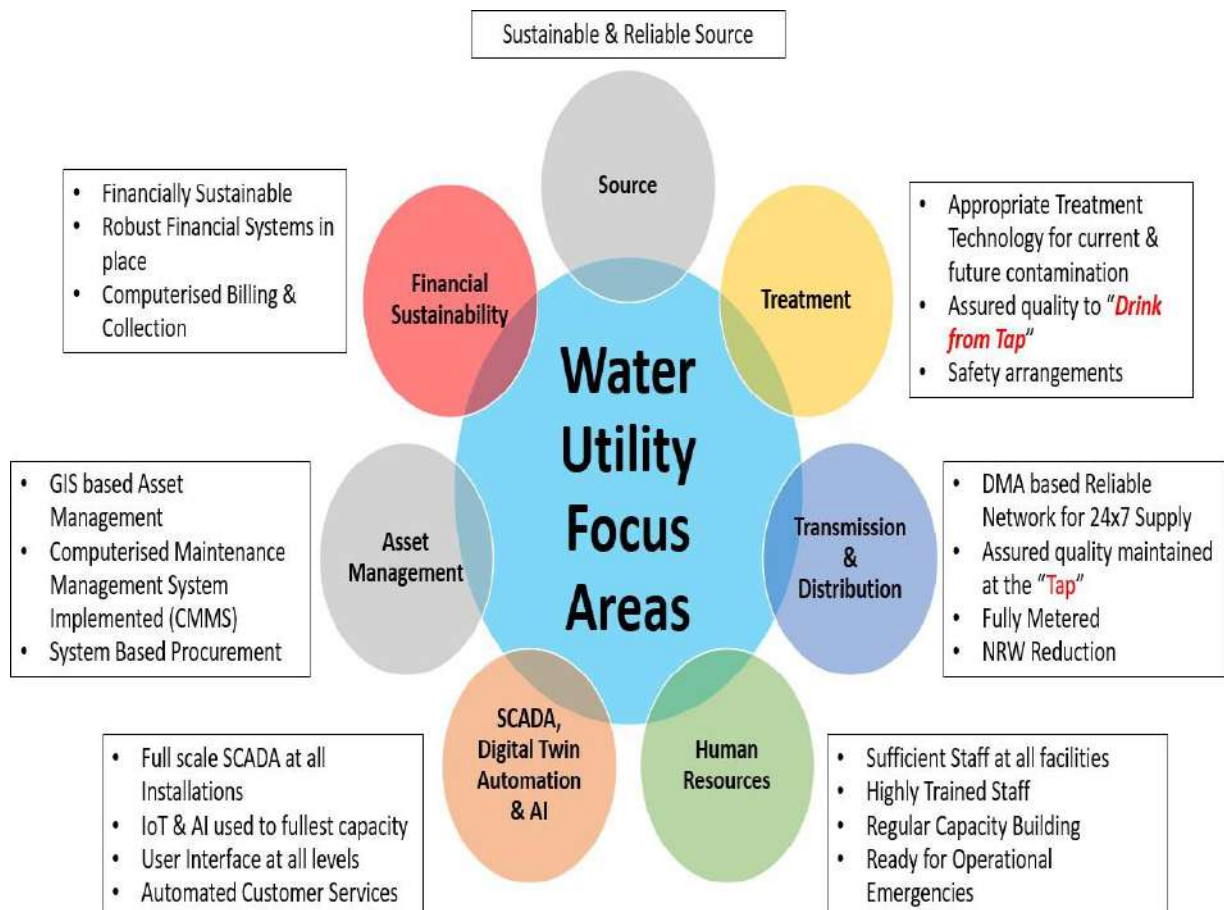 Sustainable & Reliable Source
Source
• Financially Sustainable
• Robust Financial Systems in
place
• Computerised Billing &
Collection
Financial
Sustainability
Treatment
• Appropriate Treatment
Technology for current &
future contamination
• Assured quality to “Drink
from Tap”
• Safety arrangements
Water
Utility
Focus
Areas
• GIS based Asset
Management
• Computerised Maintenance
Management System
Implemented (CMMS)
• System Based Procurement
Asset
Management
Transmission
&
Distribution
• DMA based Reliable
Network for 24x7 Supply
• Assured quality maintained
at the “Tap”
• Fully Metered
• NRW Reduction
• Full scale SCADA at all
Installations
• IoT & AI used to fullest capacity
• User Interface at all levels
• Automated Customer Services
SCADA,
Digital Twin
Automation
& AI
Human
Resources
• Sufficient Staff at all facilities
• Highly Trained Staff
• Regular Capacity Building
• Ready for Operational
Emergencies